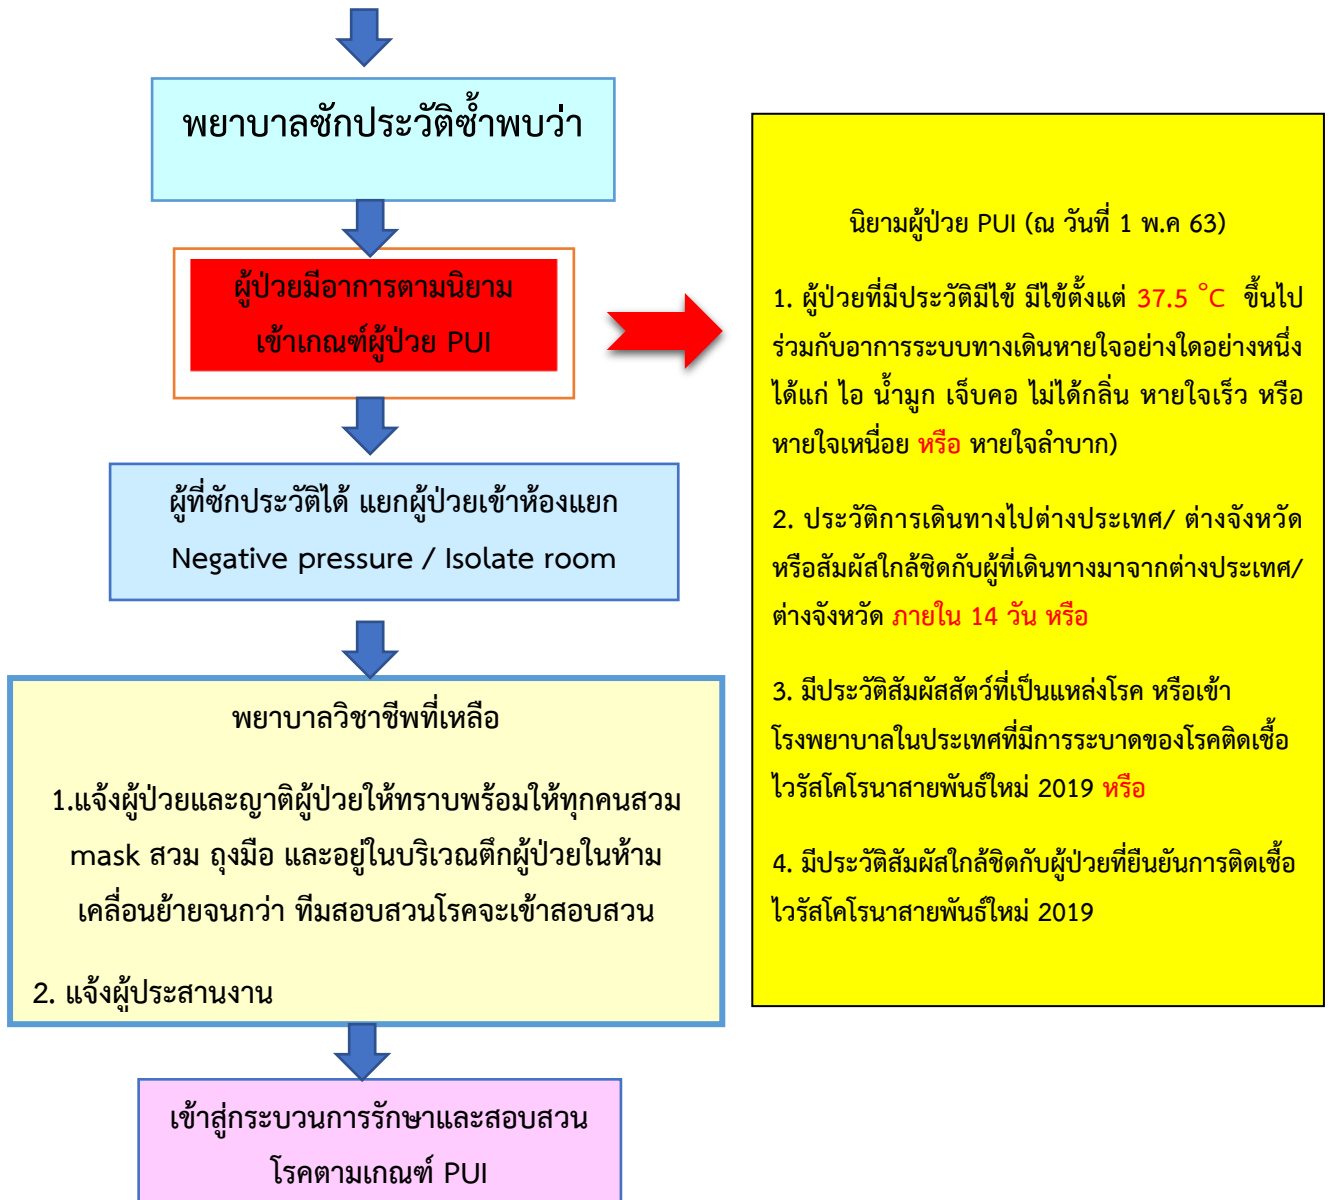 พยาบาลซักประวัติซ้ำพบว่า
ผู้ป่วยมีอาการตามนิยาม
เข้าเกณฑ์ผู้ป่วย PUI
ผู้ที่ซักประวัติได้ แยกผู้ป่วยเข้าห้องแยก
Negative pressure / Isolate room
พยาบาลวิชาชีพที่เหลือ
1.แจ้งผู้ป่วยและญาติผู้ป่วยให้ทราบพร้อมให้ทุกคนสวม
mask สวม ถุงมือ และอยู่ในบริเวณตึกผู้ป่วยในห้าม
เคลื่อนย้ายจนกว่า ทีมสอบสวนโรคจะเข้าสอบสวน
2. แจ้งผู้ประสานงาน
เข้าสู่กระบวนการรักษาและสอบสวน
โรคตามเกณฑ์ PUI
นิยามผู้ป่วย PUI (ณ วันที่ 1 พ.ค 63)
1. ผู้ป่วยที่มีประวัติมีไข้ มีไข้ตั้งแต่ 37.5 °C ขึ้นไป
ร่วมกับอาการระบบทางเดินหายใจอย่างใดอย่างหนึ่ง
ได้แก่ ไอ น้ำมูก เจ็บคอ ไม่ได้กลิ่น หายใจเร็ว หรือ
หายใจเหนื่อย หรือ หายใจลำบาก)
2. ประวัติการเดินทางไปต่างประเทศ/ ต่างจังหวัด
หรือสัมผัสใกล้ชิดกับผู้ที่เดินทางมาจากต่างประเทศ/
ต่างจังหวัด ภายใน 14 วัน หรือ
3. มีประวัติสัมผัสสัตว์ที่เป็นแหล่งโรค หรือเข้า
โรงพยาบาลในประเทศที่มีการระบาดของโรคติดเชื้อ
ไวรัสโคโรนาสายพันธ์ใหม่ 2019 หรือ
4. มีประวัติสัมผัสใกล้ชิดกับผู้ป่วยที่ยืนยันการติดเชื้อ
ไวรัสโคโรนาสายพันธ์ใหม่ 2019